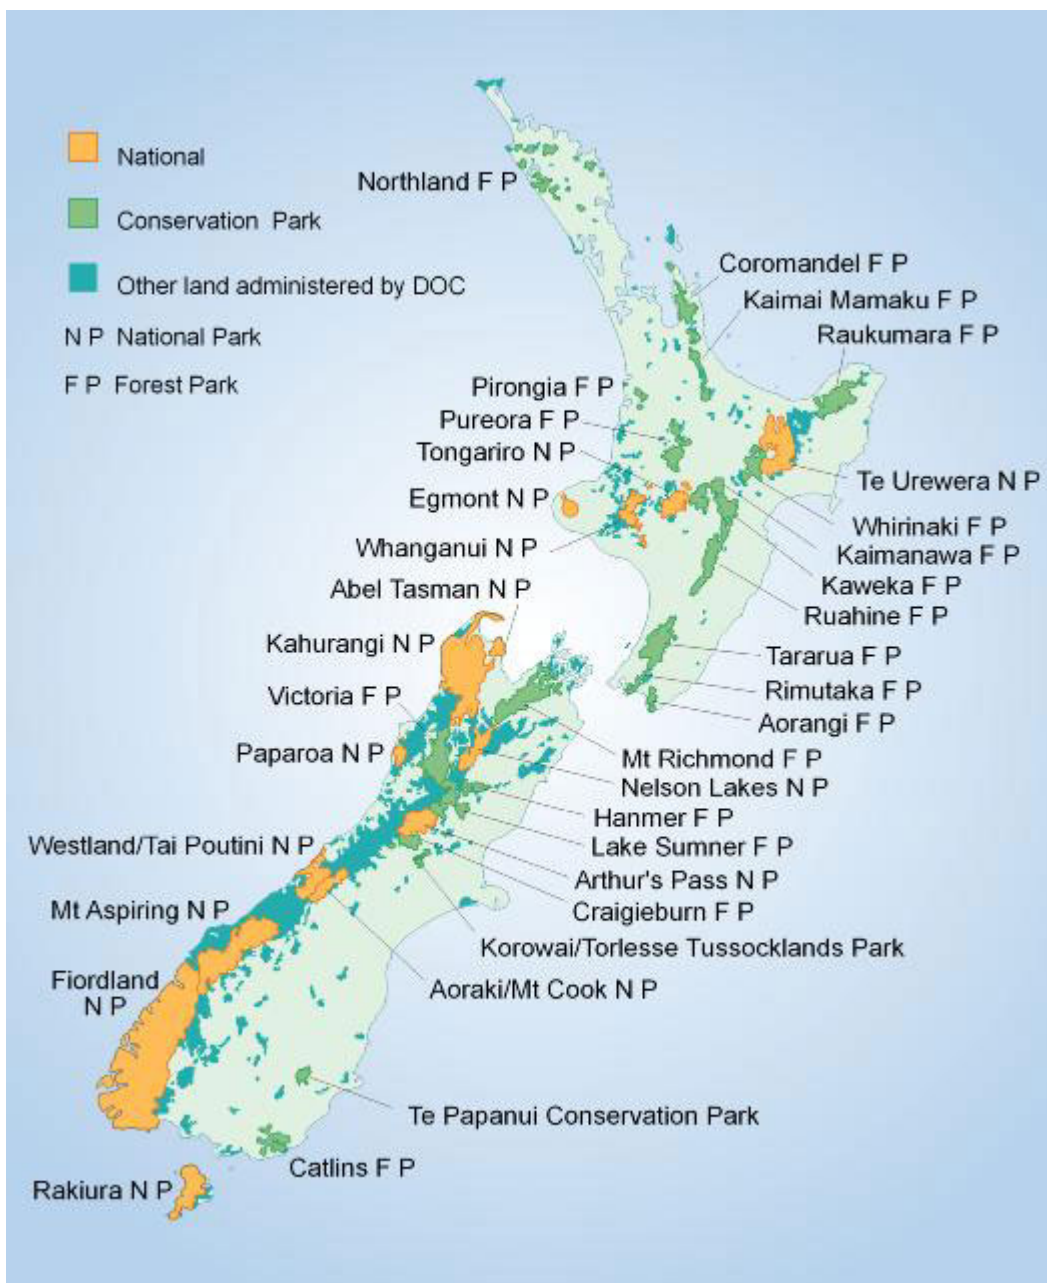 National
Conservation Park
Other land administered by DOC
N P National Park
F P Forest Park
Northland F P
Coromandel F P
Kaimai Mamaku F P
Raukumara F P
Pirongia F P
Pureora F P
Tongariro N P
Egmont N P
Whanganui N P
Te Urewera N P
Whirinaki F P
Kaimanawa F P
Kaweka F P
Ruahine F P
Abel Tasman N P
Kahurangi N P
Victoria F P
Paparoa N P
Tararua F P
Rimutaka F P
Aorangi F P
Mt Richmond F P
Nelson Lakes N P
Hanmer F P
Lake Sumner F P
Arthur's Pass N P
Craigieburn F P
Korowai/Torlesse Tussocklands Park
Westland/Tai Poutini N P
Mt Aspiring N P
Fiordland
N P
Aoraki/Mt Cook N P
Te Papanui Conservation Park
Catlins F P
Rakiura N P